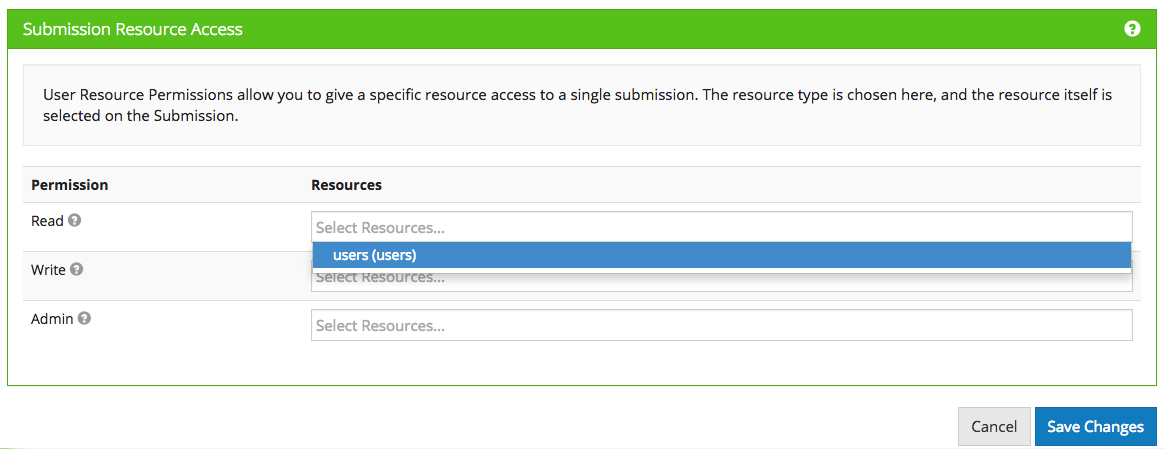 Submission Resource Access
User Resource Permissions allow you to give a specific resource access to a single submission. The resource type is chosen here, and the resource itself is
selected on the Submission.
Permission Resources
Read Select Resources...
users (users)
Write Select Resources...
Admin Select Resources...
Cancel Save Changes